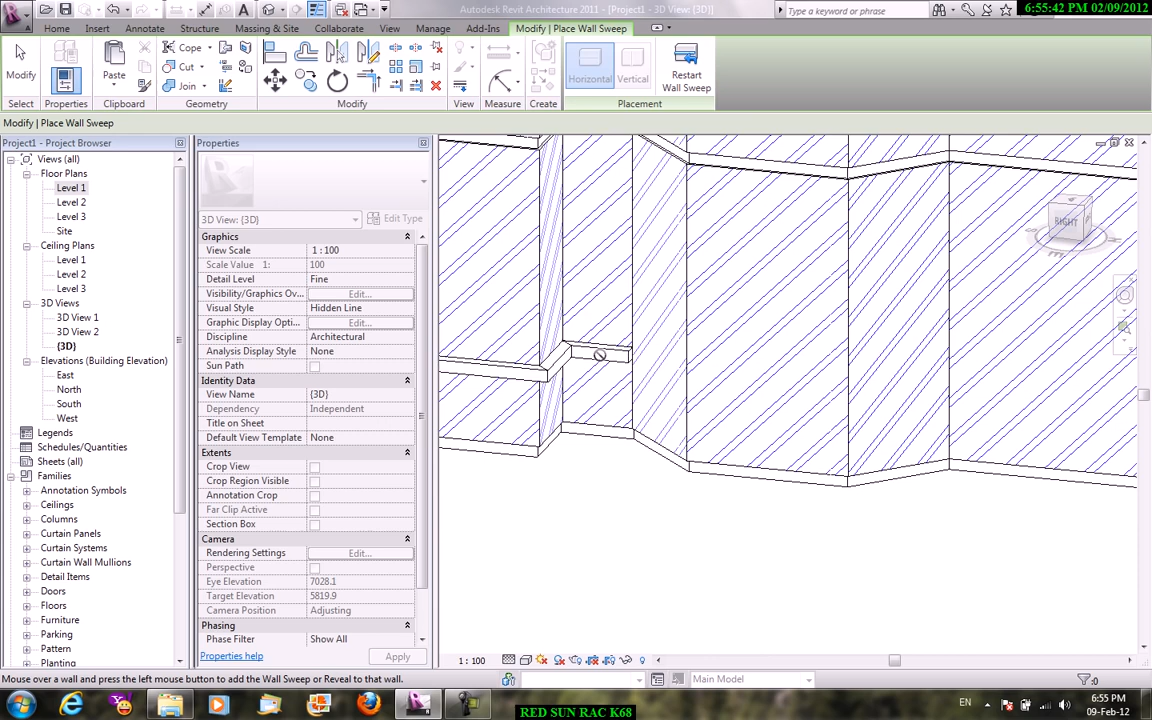 Autodesk Revit Architecture 2011 - [Project1 - 3D View: {3D}]
Type a keyword or phrase
6:55:42 PM 02/09/2012
Home Insert Annotate Structure Massing & Site Collaborate View Manage Add-Ins Modify | Place Wall Sweep
Modify
Paste
Cope
Cut
Join
Horizontal Vertical
Restart
Wall Sweep
Select Properties Clipboard Geometry Modify View Measure Create Placement
Modify | Place Wall Sweep
Project1 - Project Browser
Views (all)
Floor Plans
Level 1
Level 2
Level 3
Site
Ceiling Plans
Level 1
Level 2
Level 3
3D Views
3D View 1
3D View 2
{3D}
Elevations (Building Elevation)
East
North
South
West
Legends
Schedules/Quantities
Sheets (all)
Families
Annotation Symbols
Ceilings
Columns
Curtain Panels
Curtain Systems
Curtain Wall Mullions
Detail Items
Doors
Floors
Furniture
Parking
Pattern
Planting
Properties
3D View: {3D}
Edit Type
Graphics
View Scale 1 : 100
Scale Value 1: 100
Detail Level Fine
Visibility/Graphics Ov... Edit...
Visual Style Hidden Line
Graphic Display Opti... Edit...
Discipline Architectural
Analysis Display Style None
Sun Path
Identity Data
View Name {3D}
Dependency Independent
Title on Sheet
Default View Template None
Extents
Crop View
Crop Region Visible
Annotation Crop
Far Clip Active
Section Box
Camera
Rendering Settings Edit...
Perspective
Eye Elevation 7028.1
Target Elevation 5819.9
Camera Position Adjusting
Phasing
Phase Filter Show All
Properties help
Apply
RIGHT
1 : 100
Mouse over a wall and press the left mouse button to add the Wall Sweep or Reveal to that wall.
Main Model
:0
EN
6:55 PM
09-Feb-12
RED SUN RAC K68